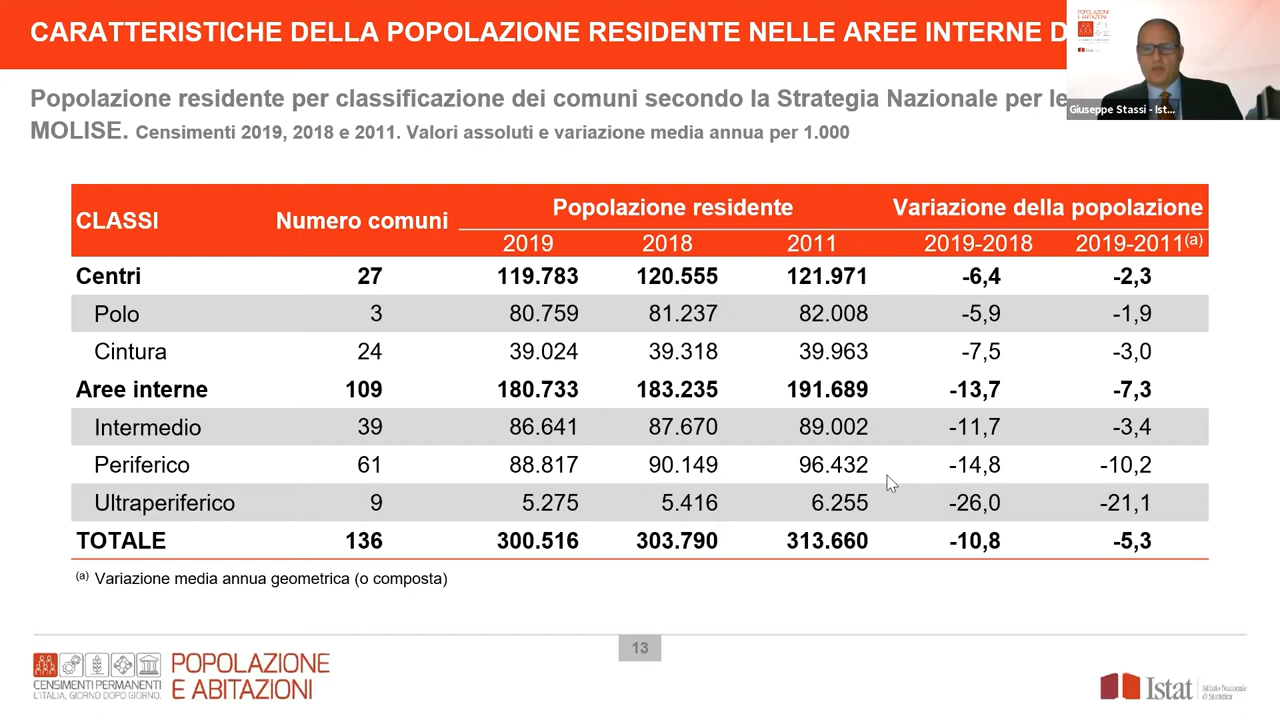 CARATTERISTICHE DELLA POPOLAZIONE RESIDENTE NELLE AREE INTERNE D
POPOLAZIONE
E ABITAZIONI
Istat
Giuseppe Stassi - Ist...
Popolazione residente per classificazione dei comuni secondo la Strategia Nazionale per le
MOLISE. Censimenti 2019, 2018 e 2011. Valori assoluti e variazione media annua per 1.000
CLASSI Numero comuni Popolazione residente Variazione della popolazione
2019 2018 2011 2019-2018 2019-2011(a)
Centri 27 119.783 120.555 121.971 -6,4 -2,3
Polo 3 80.759 81.237 82.008 -5,9 -1,9
Cintura 24 39.024 39.318 39.963 -7,5 -3,0
Aree interne 109 180.733 183.235 191.689 -13,7 -7,3
Intermedio 39 86.641 87.670 89.002 -11,7 -3,4
Periferico 61 88.817 90.149 96.432 -14,8 -10,2
Ultraperiferico 9 5.275 5.416 6.255 -26,0 -21,1
TOTALE 136 300.516 303.790 313.660 -10,8 -5,3
(a) Variazione media annua geometrica (o composta)
13
CENSIMENTI PERMANENTI
L'ITALIA, GIORNO DOPO GIORNO.
POPOLAZIONE
E ABITAZIONI
Istat
Istituto Nazionale
di Statistica